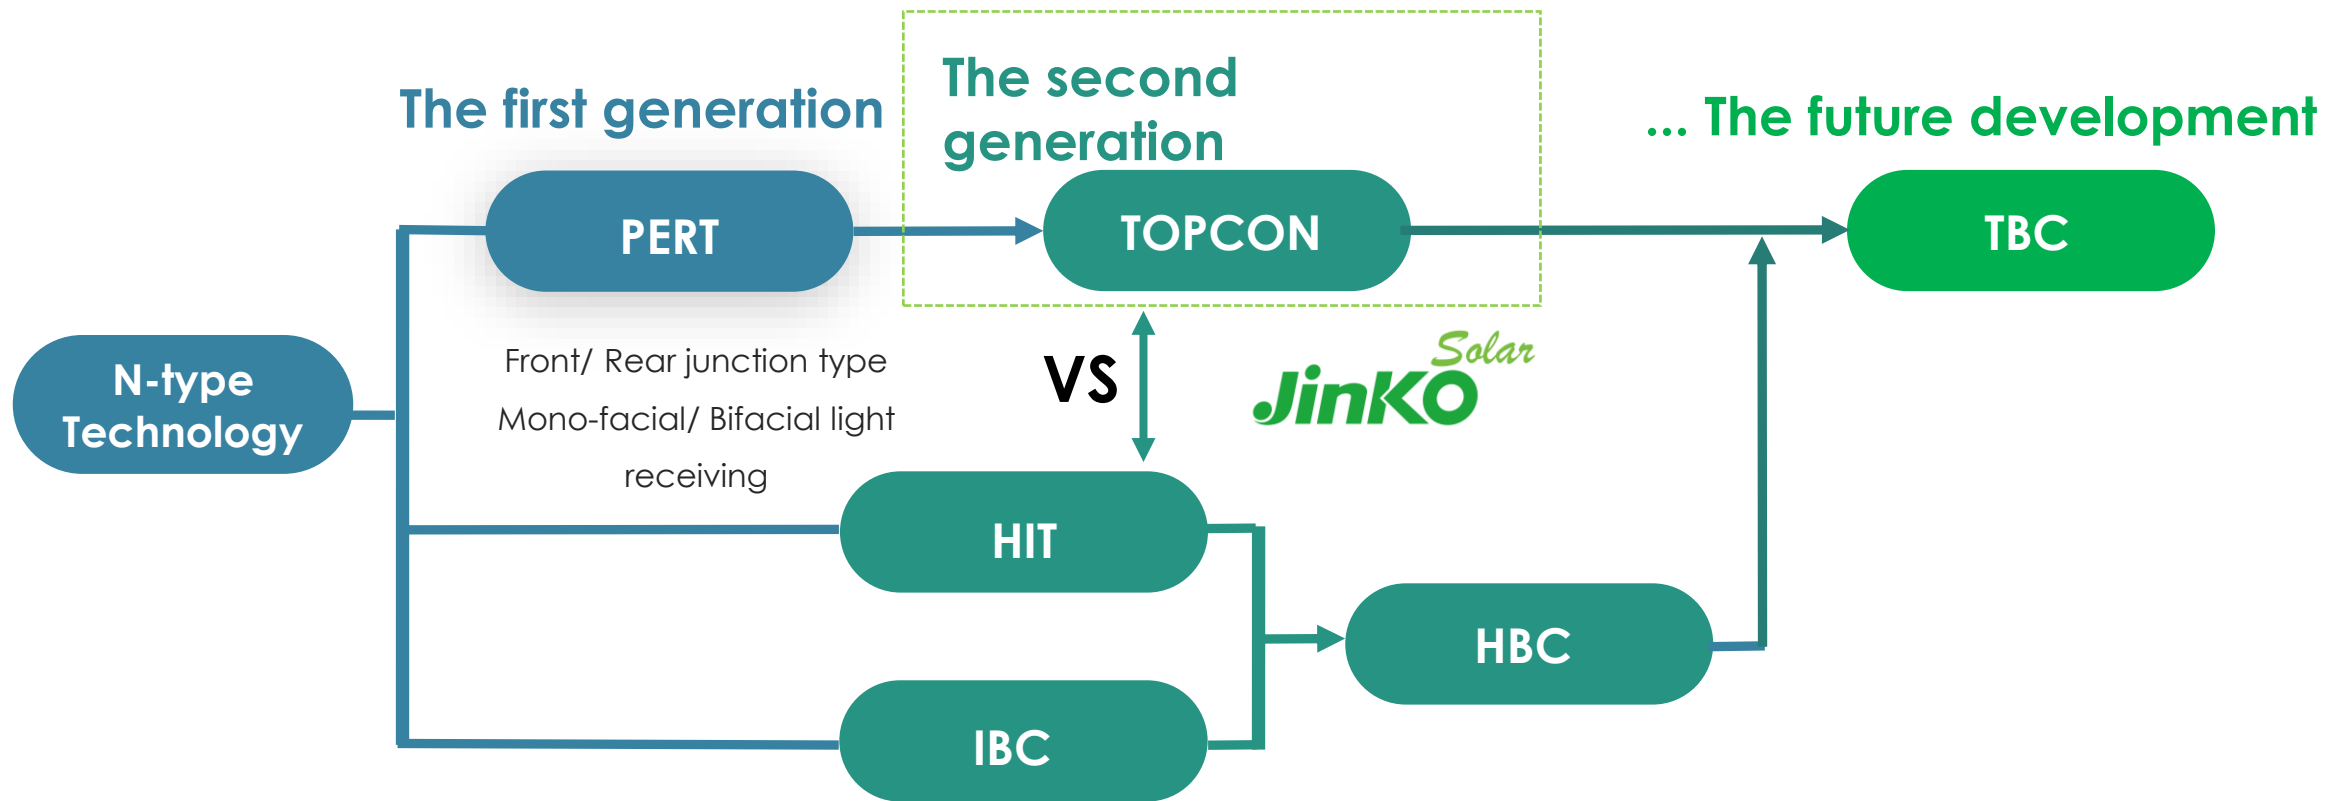 The first generation
The second
generation
... The future development
PERT
TOPCON
TBC
N-type
Technology
Front/ Rear junction type
Mono-facial/ Bifacial light
receiving
VS
Solar
JinKO
HIT
HBC
IBC